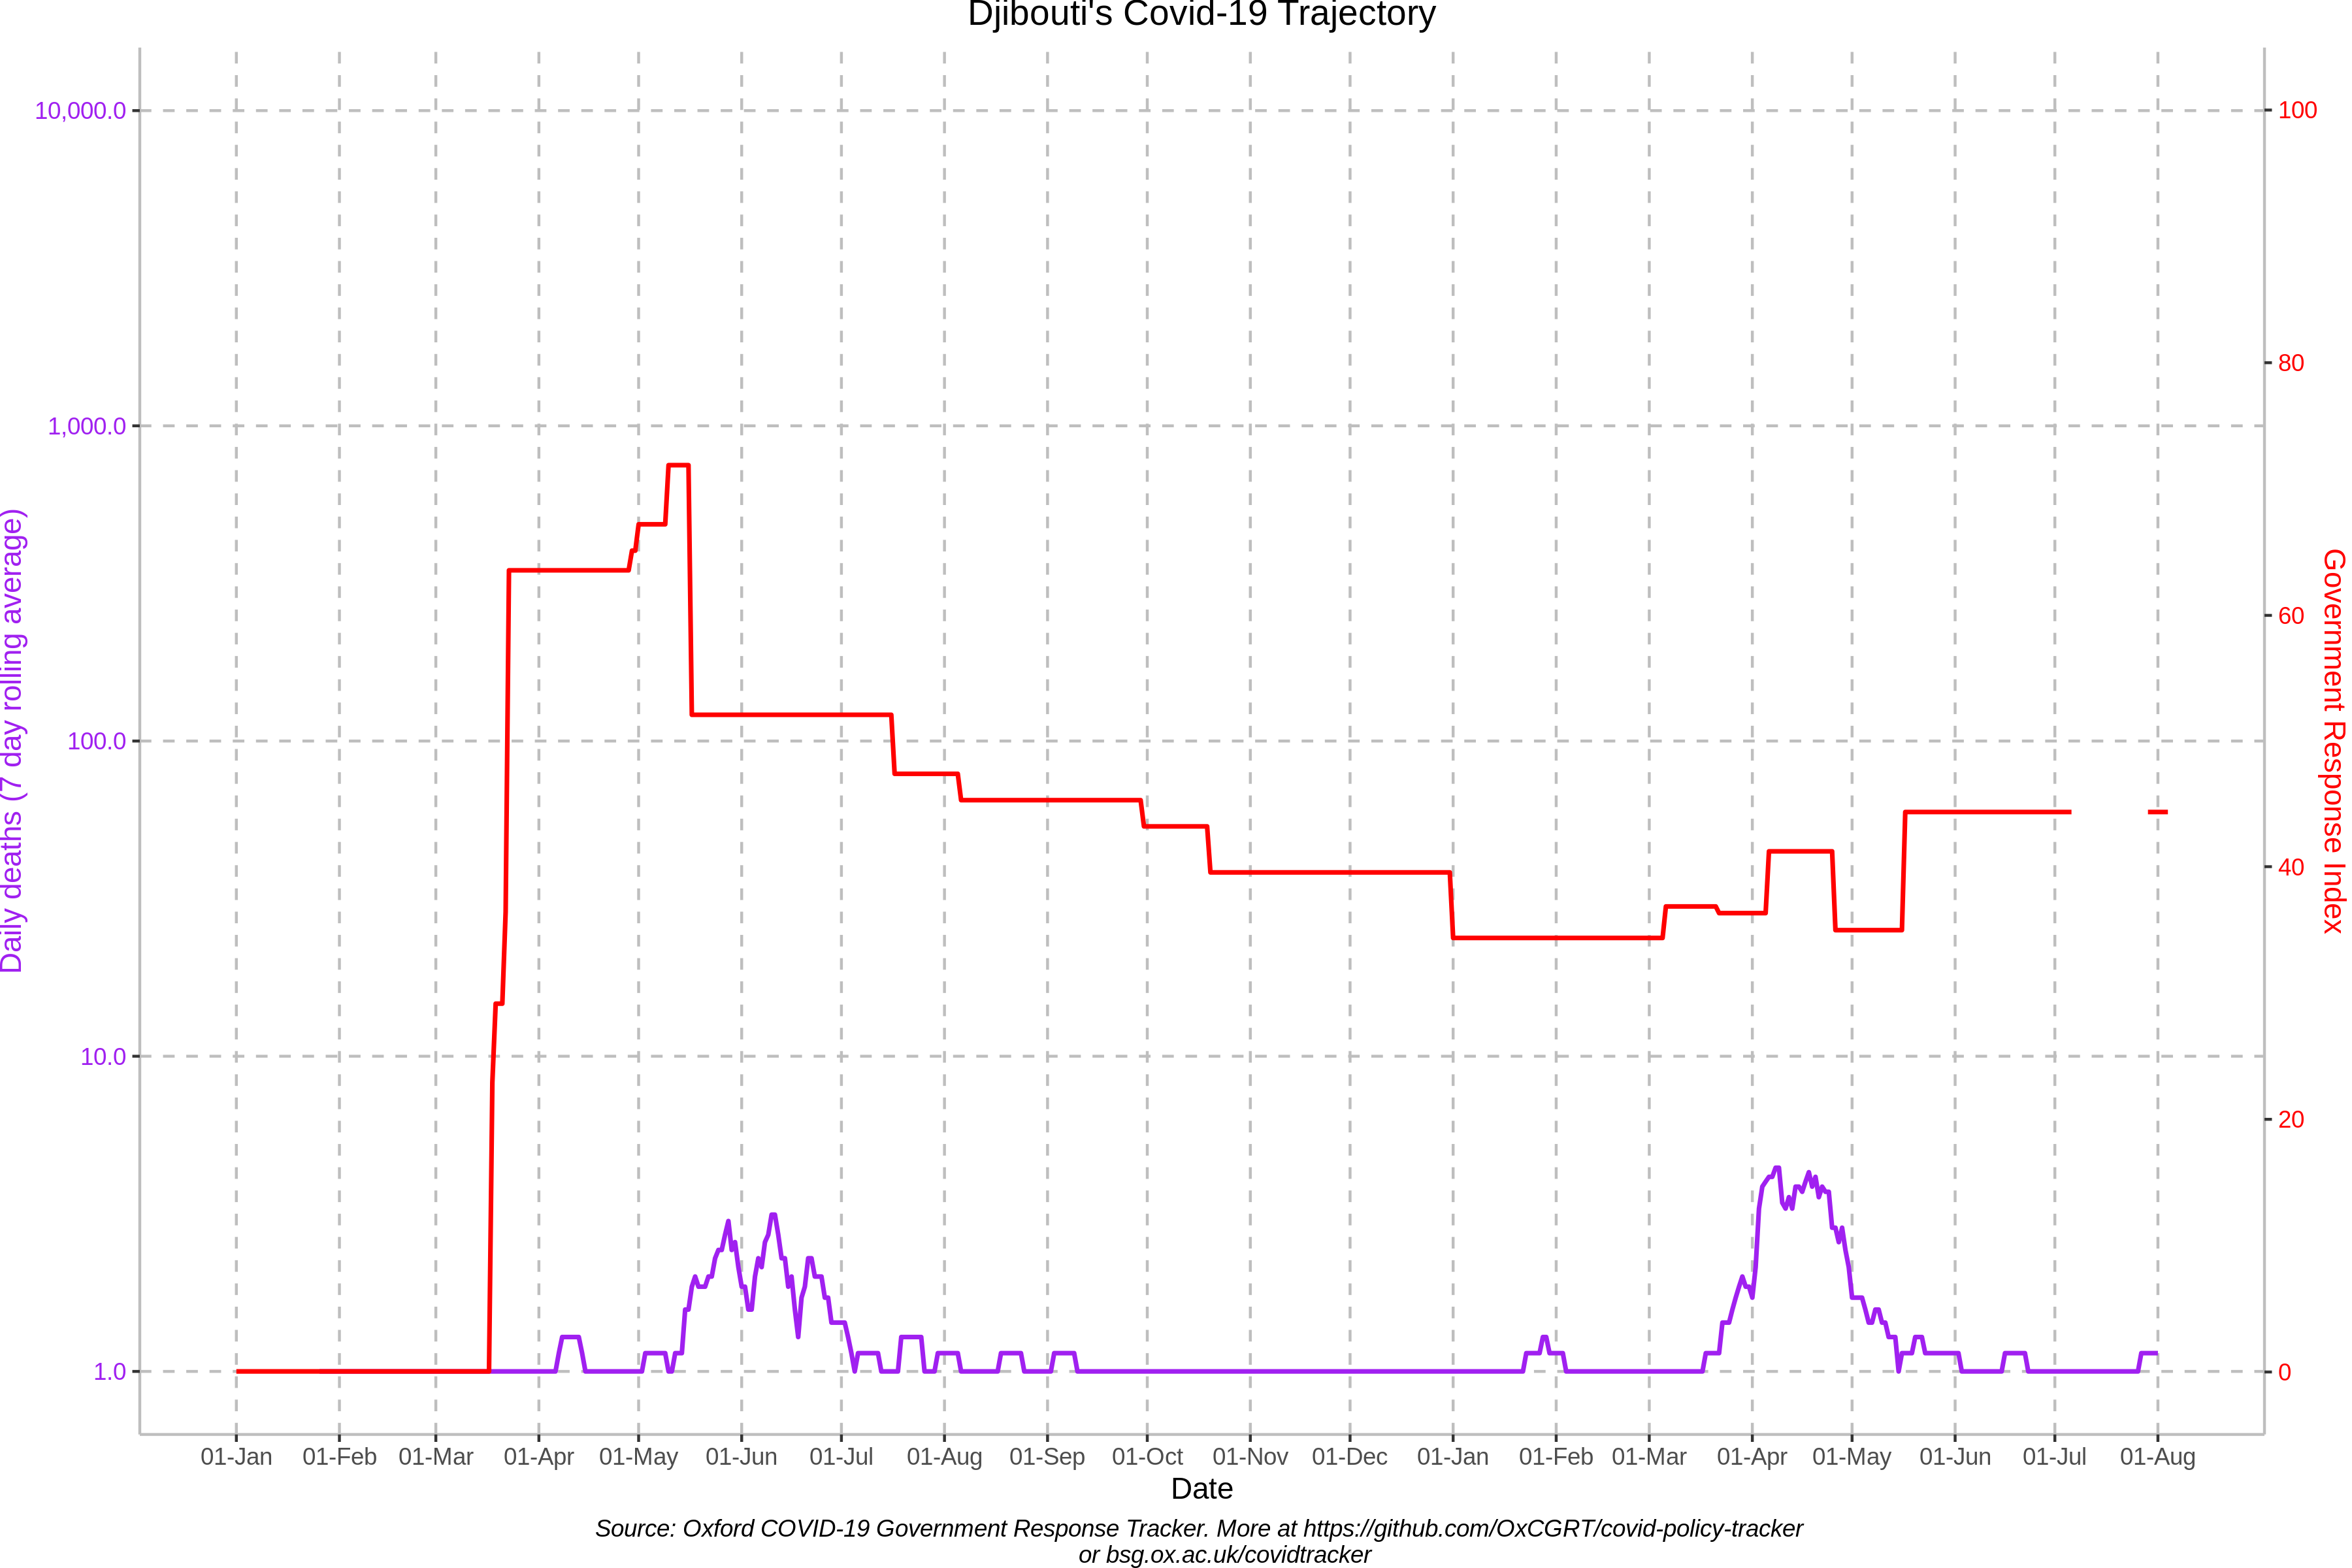 Djibouti's Covid-19 Trajectory
10,000.0
1,000.0
100.0
10.0
1.0
Daily deaths (7 day rolling average)
100
80
60
40
20
0
Government Response Index
01-Jan 01-Feb 01-Mar 01-Apr 01-May 01-Jun 01-Jul 01-Aug 01-Sep 01-Oct 01-Nov 01-Dec 01-Jan 01-Feb 01-Mar 01-Apr 01-May 01-Jun 01-Jul 01-Aug
Date
Source: Oxford COVID-19 Government Response Tracker. More at https://github.com/OxCGRT/covid-policy-tracker
or bsg.ox.ac.uk/covidtracker